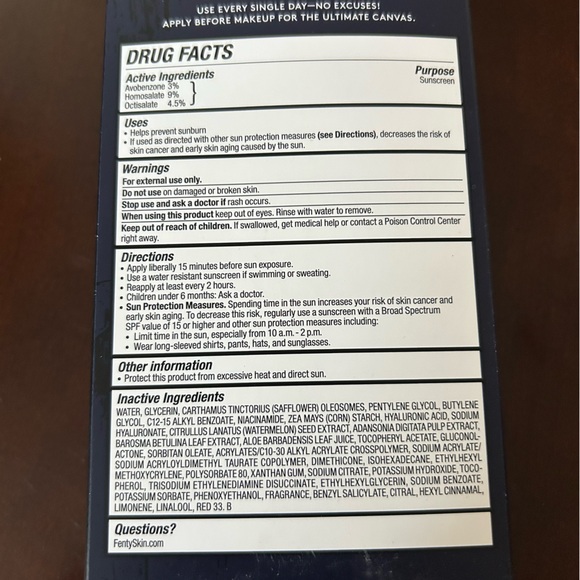 USE EVERY SINGLE DAY—NO EXCUSES!
APPLY BEFORE MAKEUP FOR THE ULTIMATE CANVAS.
DRUG FACTS
Active Ingredients Purpose
Avobenzone 3% Sunscreen
Homosalate 9%
Octisalate 4.5%
Uses
• Helps prevent sunburn
• If used as directed with other sun protection measures (see Directions), decreases the risk of
skin cancer and early skin aging caused by the sun.
Warnings
For external use only.
Do not use on damaged or broken skin.
Stop use and ask a doctor if rash occurs.
When using this product keep out of eyes. Rinse with water to remove.
Keep out of reach of children. If swallowed, get medical help or contact a Poison Control Center
right away.
Directions
• Apply liberally 15 minutes before sun exposure.
• Use a water resistant sunscreen if swimming or sweating.
• Reapply at least every 2 hours.
• Children under 6 months: Ask a doctor.
• Sun Protection Measures. Spending time in the sun increases your risk of skin cancer and
early skin aging. To decrease this risk, regularly use a sunscreen with a Broad Spectrum
SPF value of 15 or higher and other sun protection measures including:
• Limit time in the sun, especially from 10 a.m. - 2 p.m.
• Wear long-sleeved shirts, pants, hats, and sunglasses.
Other information
• Protect this product from excessive heat and direct sun.
Inactive Ingredients
WATER, GLYCERIN, CARTHAMUS TINCTORIUS (SAFFLOWER) OLEOSOMES, PENTYLENE GLYCOL, BUTYLENE
GLYCOL, C12-15 ALKYL BENZOATE, NIACINAMIDE, ZEA MAYS (CORN) STARCH, HYALURONIC ACID, SODIUM
HYALURONATE, CITRULLUS LANATUS (WATERMELON) SEED EXTRACT, ADANSONIA DIGITATA PULP EXTRACT,
BAROSMA BETULINA LEAF EXTRACT, ALOE BARBADENSIS LEAF JUICE, TOCOPHERYL ACETATE, GLUCONOL-
ACTONE, SORBITAN OLEATE, ACRYLATES/C10-30 ALKYL ACRYLATE CROSSPOLYMER, SODIUM ACRYLATE/
SODIUM ACRYLOYLDIMETHYL TAURATE COPOLYMER, DIMETHICONE, ISOHEXADECANE, ETHYLHEXYL
METHOXYCRYLENE, POLYSORBATE 80, XANTHAN GUM, SODIUM CITRATE, POTASSIUM HYDROXIDE, TOCO-
PHEROL, TRISODIUM ETHYLENEDIAMINE DISUCCINATE, ETHYLHEXYLGLYCERIN, SODIUM BENZOATE,
POTASSIUM SORBATE, PHENOXYETHANOL, FRAGRANCE, BENZYL SALICYLATE, CITRAL, HEXYL CINNAMAL,
LIMONENE, LINALOOL, RED 33. B
Questions?
FentySkin.com